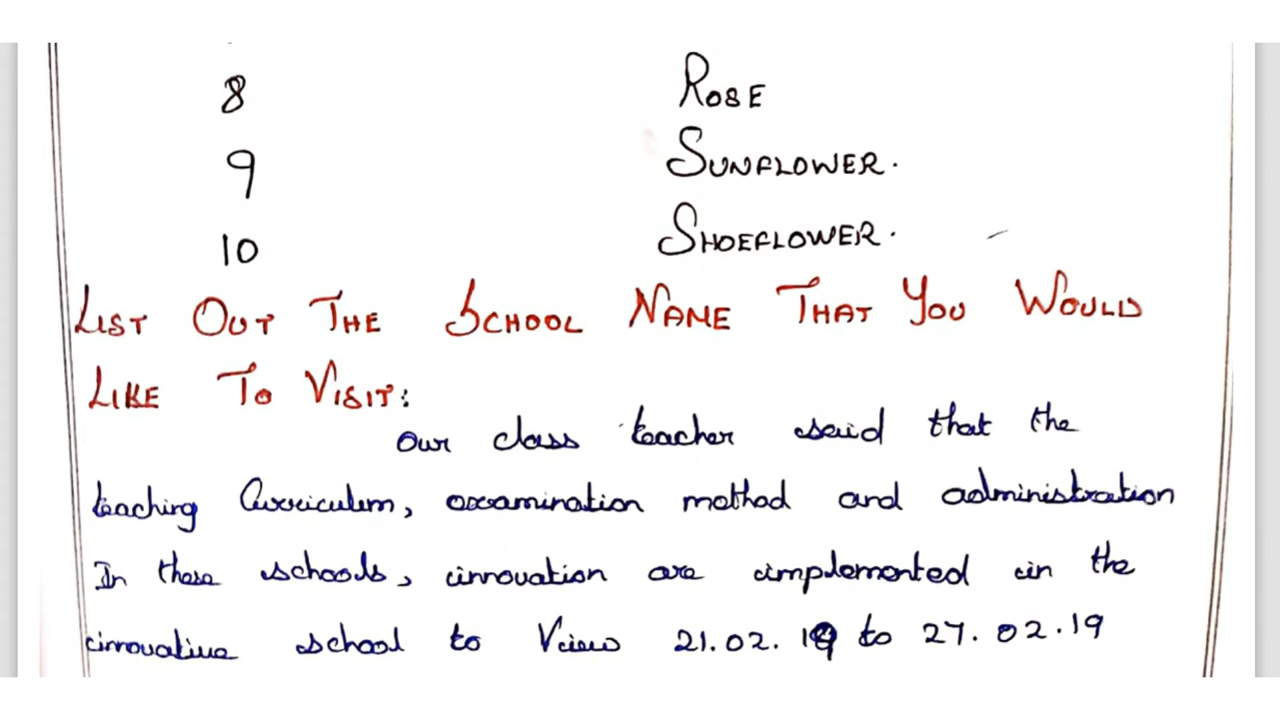 8 ROSE
9 SUNFLOWER.
10 SHOEFLOWER.
LIST OUT THE SCHOOL NAME THAT YOU WOULD
LIKE TO VISIT:
Our class teacher said that the
teaching Curriculum, examination method and administration
In these schools, innovation are implemented in the
innovative school to View 21.02.19 to 27.02.19